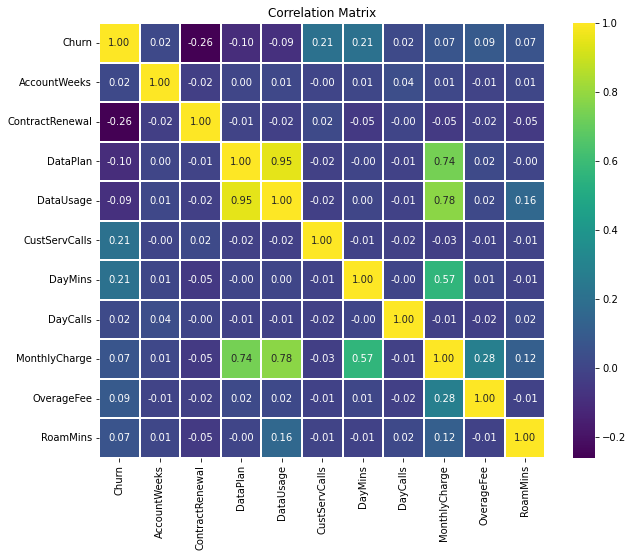 Correlation Matrix
Churn 1.00 0.02 -0.26 -0.10 -0.09 0.21 0.21 0.02 0.07 0.09 0.07
AccountWeeks 0.02 1.00 -0.02 0.00 0.01 -0.00 0.01 0.04 0.01 -0.01 0.01
ContractRenewal -0.26 -0.02 1.00 -0.01 -0.02 0.02 -0.05 -0.00 -0.05 -0.02 -0.05
DataPlan -0.10 0.00 -0.01 1.00 0.95 -0.02 -0.00 -0.01 0.74 0.02 -0.00
DataUsage -0.09 0.01 -0.02 0.95 1.00 -0.02 0.00 -0.01 0.78 0.02 0.16
CustServCalls 0.21 -0.00 0.02 -0.02 -0.02 1.00 -0.01 -0.02 -0.03 -0.01 -0.01
DayMins 0.21 0.01 -0.05 -0.00 0.00 -0.01 1.00 -0.00 0.57 0.01 -0.01
DayCalls 0.02 0.04 -0.00 -0.01 -0.01 -0.02 -0.00 1.00 -0.01 -0.02 0.02
MonthlyCharge 0.07 0.01 -0.05 0.74 0.78 -0.03 0.57 -0.01 1.00 0.28 0.12
OverageFee 0.09 -0.01 -0.02 0.02 0.02 -0.01 0.01 -0.02 0.28 1.00 -0.01
RoamMins 0.07 0.01 -0.05 -0.00 0.16 -0.01 -0.01 0.02 0.12 -0.01 1.00
Churn
AccountWeeks
ContractRenewal
DataPlan
DataUsage
CustServCalls
DayMins
DayCalls
MonthlyCharge
OverageFee
RoamMins
1.0
0.8
0.6
0.4
0.2
0.0
-0.2